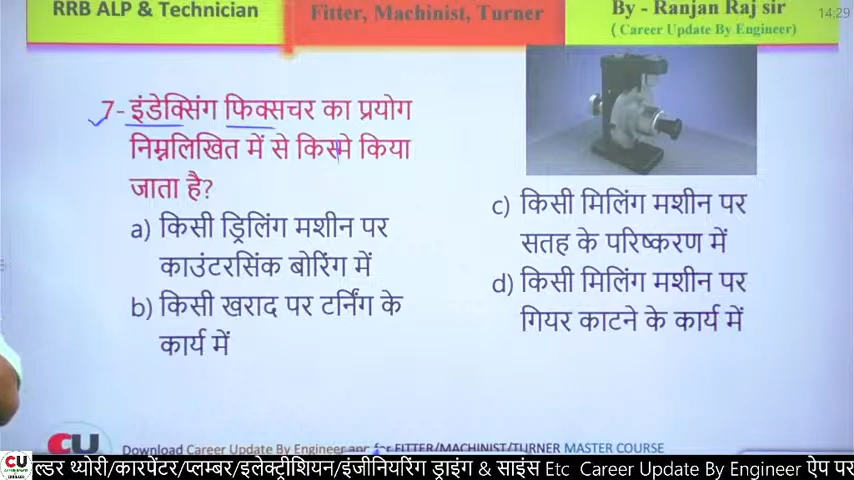 RRB ALP & Technician
Fitter, Machinist, Turner
By - Ranjan Raj sir
( Career Update By Engineer)
14:29
7- इंडेक्सिंग फिक्सचर का प्रयोग
निम्नलिखित में से किसमे किया
जाता है?
a) किसी ड्रिलिंग मशीन पर
काउंटरसिंक बोरिंग में
b) किसी खराद पर टर्निंग के
कार्य में
c) किसी मिलिंग मशीन पर
सतह के परिष्करण में
d) किसी मिलिंग मशीन पर
गियर काटने के कार्य में
CU
Download Career Update By Engineer app for FITTER/MACHINIST/TURNER MASTER COURSE
CU
ल्डर थ्योरी/कारपेंटर/प्लम्बर/इलेक्ट्रीशियन/इंजीनियरिंग ड्राइंग & साइंस Etc Career Update By Engineer ऐप पर